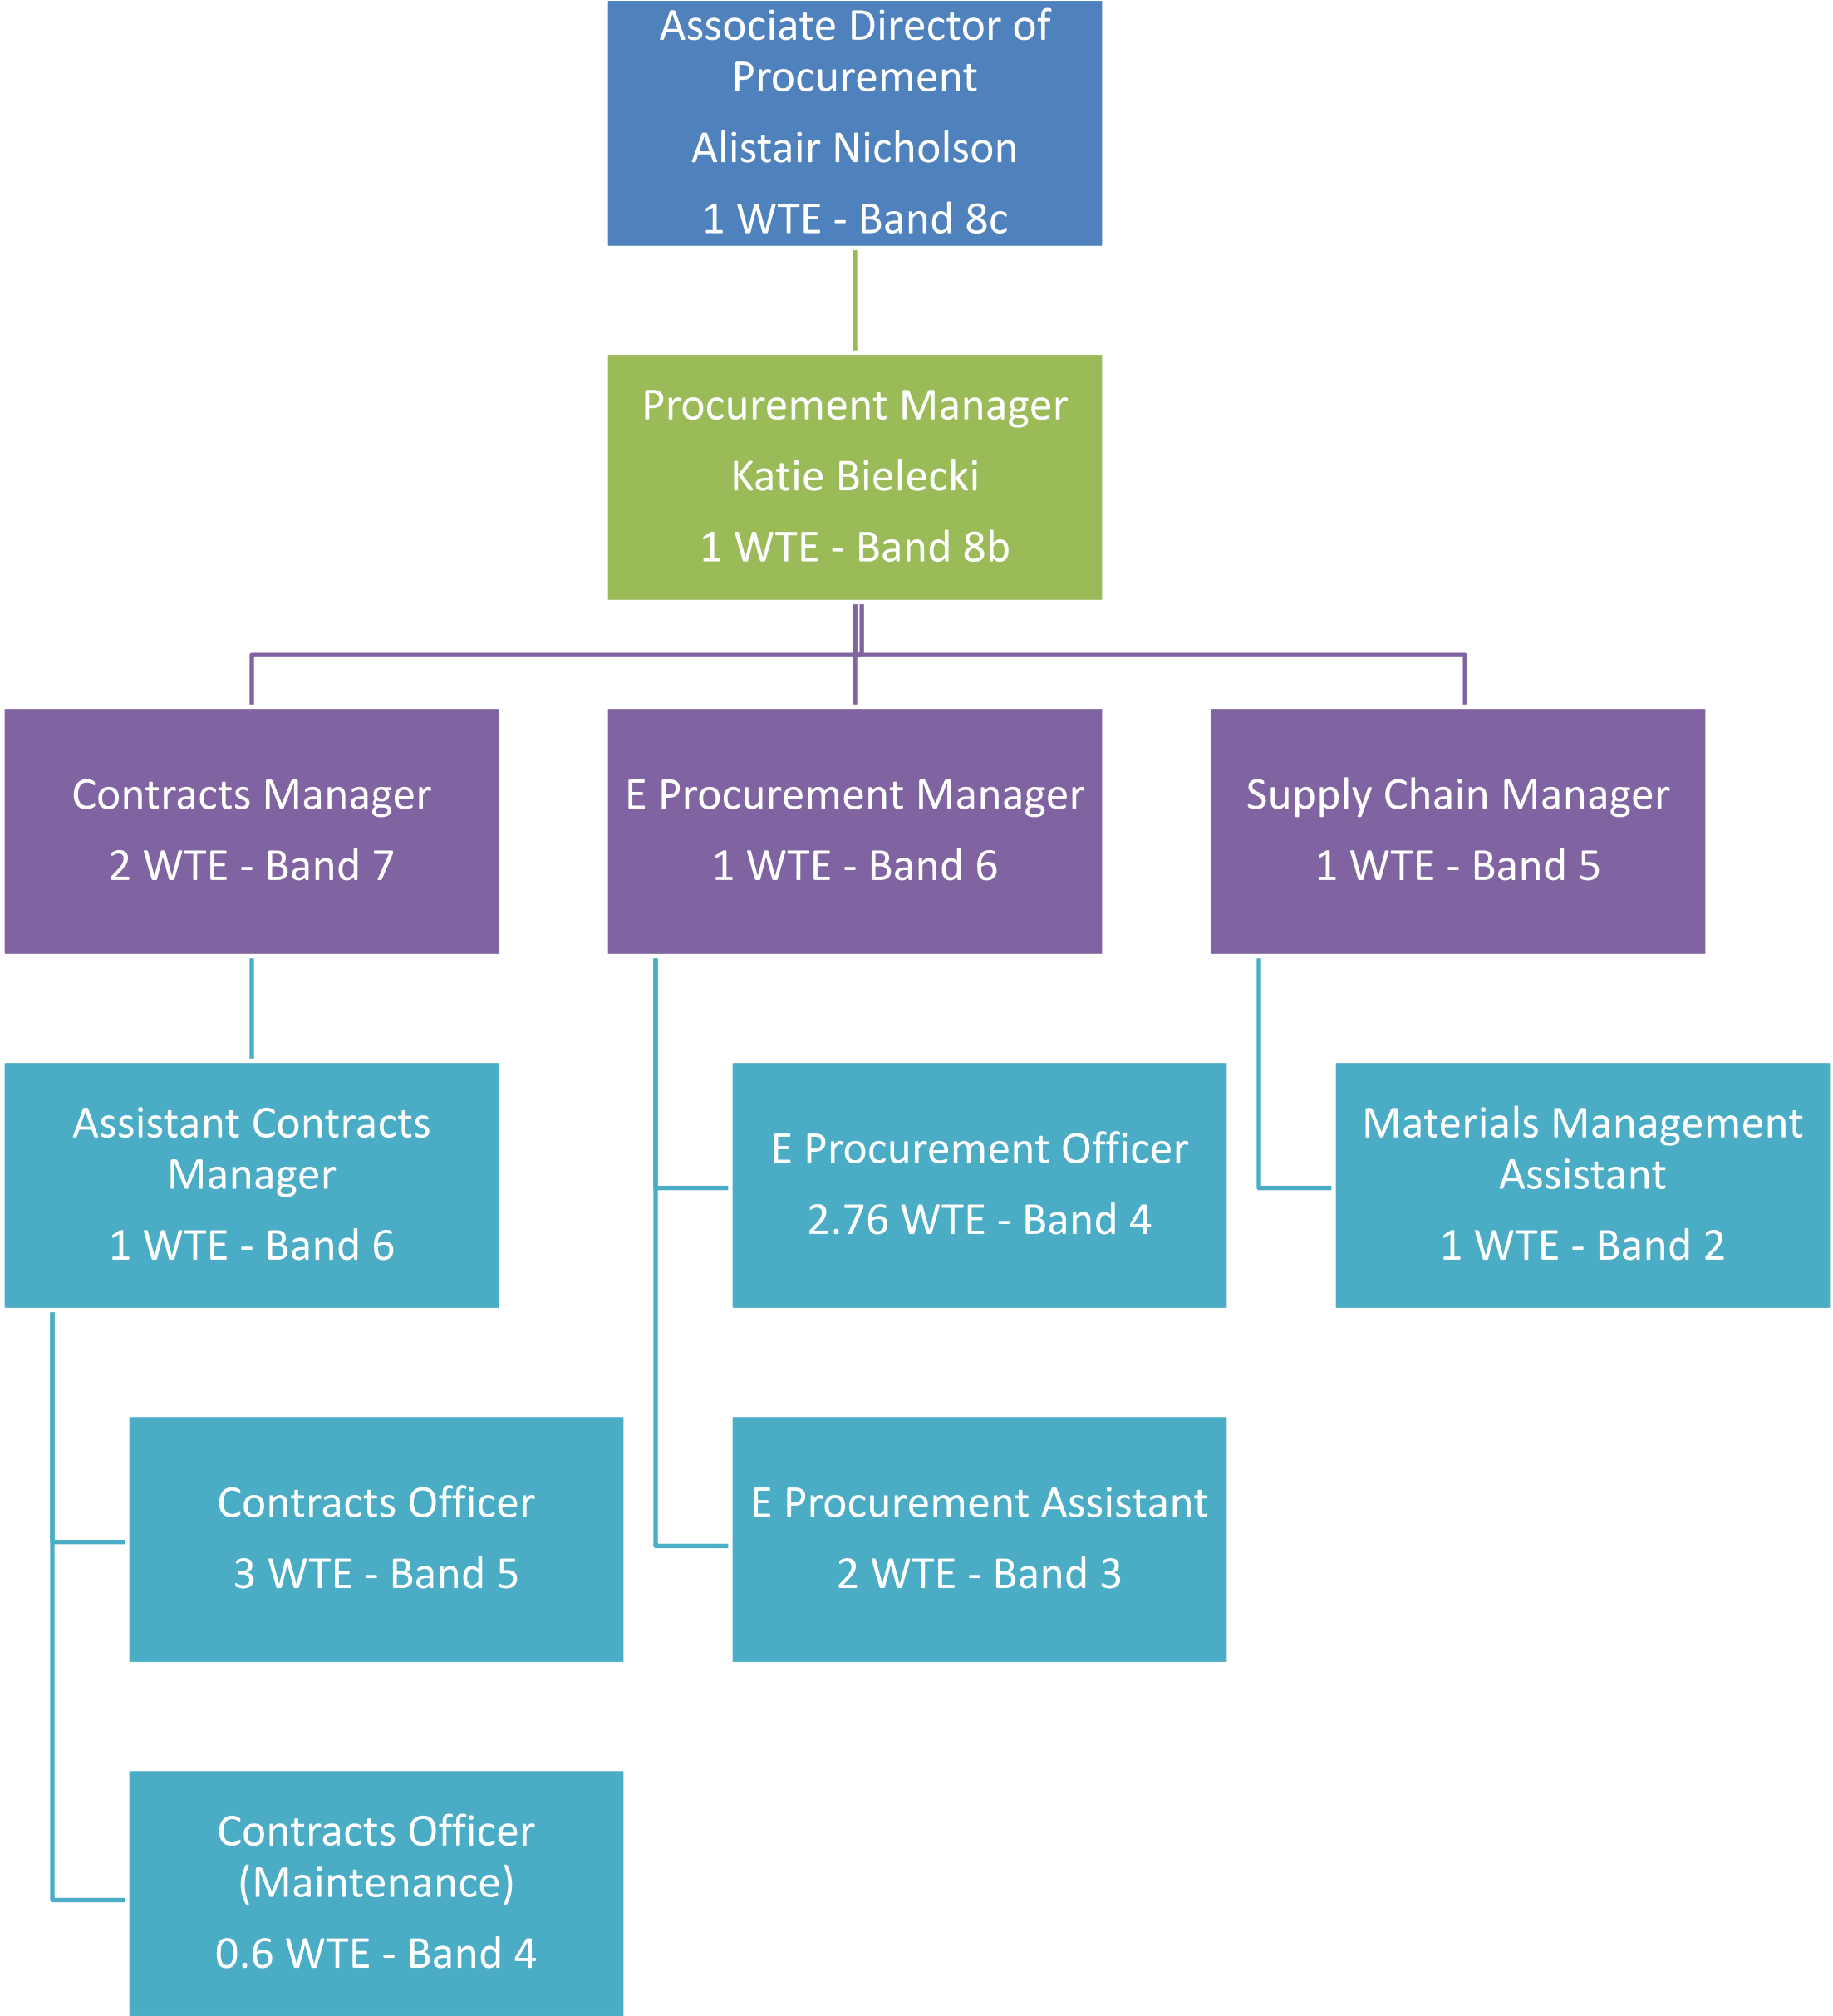 Associate Director of
Procurement
Alistair Nicholson
1 WTE - Band 8c
Procurement Manager
Katie Bielecki
1 WTE - Band 8b
Contracts Manager
2 WTE - Band 7
E Procurement Manager
1 WTE - Band 6
Supply Chain Manager
1 WTE - Band 5
Assistant Contracts
Manager
1 WTE - Band 6
E Procurement Officer
2.76 WTE - Band 4
Materials Management
Assistant
1 WTE - Band 2
Contracts Officer
3 WTE - Band 5
E Procurement Assistant
2 WTE - Band 3
Contracts Officer
(Maintenance)
0.6 WTE - Band 4